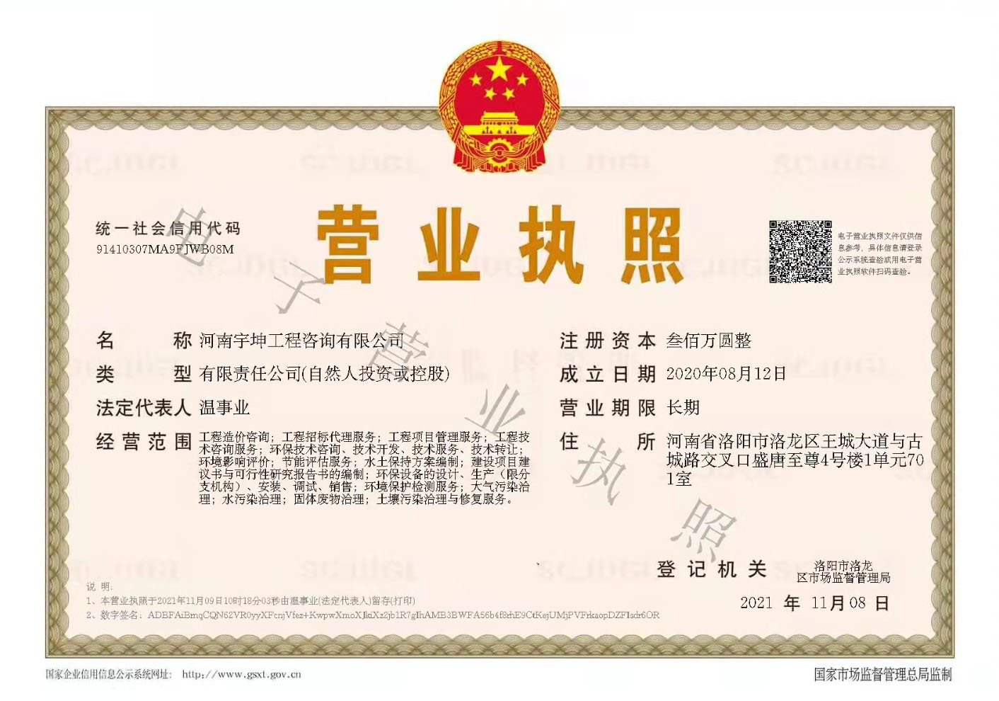 统一社会信用代码
91410307MA9FJWB08M
营业执照
电子营业执照文件仅供信
息参考，具体信息请登录
公示系统查验或用电子营
业执照软件扫码查验。
电子营业执照
名称 河南宇坤工程咨询有限公司
类型 有限责任公司(自然人投资或控股)
法定代表人 温事业
经营范围 工程造价咨询；工程招标代理服务；工程项目管理服务；工程技
术咨询服务；环保技术咨询、技术开发、技术服务、技术转让；
环境影响评价；节能评估服务；水土保持方案编制；建设项目建
议书与可行性研究报告书的编制；环保设备的设计、生产（限分
支机构）、安装、调试、销售；环境保护检测服务；大气污染治
理；水污染治理；固体废物治理；土壤污染治理与修复服务。
注册资本 叁佰万圆整
成立日期 2020年08月12日
营业期限 长期
住所 河南省洛阳市洛龙区王城大道与古
城路交叉口盛唐至尊4号楼1单元70
1室
登记机关 洛阳市洛龙
区市场监督管理局
2021 年 11月08 日
说 明:
1、本营业执照于2021年11月09日10时18分03秒由温事业(法定代表人)留存(打印)
2、数字签名：
国家企业信用信息公示系统网址： http://www.gsxt.gov.cn
国家市场监督管理总局监制